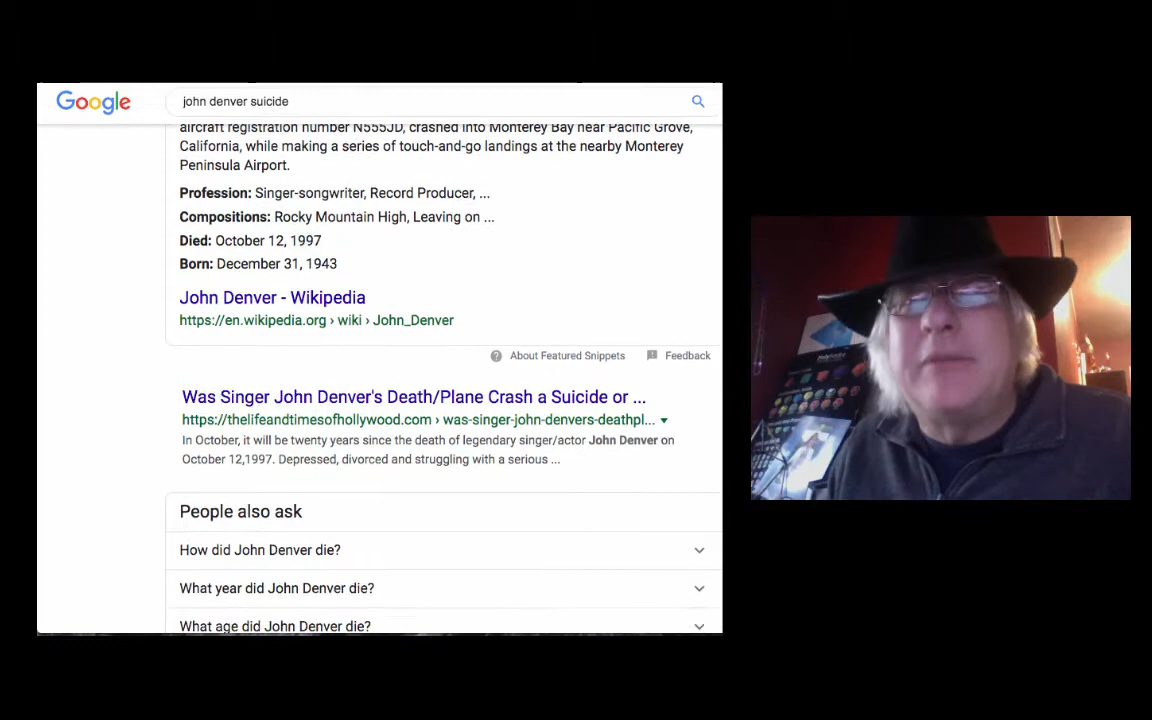 Google
john denver suicide
aircraft registration number N555JD, crashed into Monterey Bay near Pacific Grove,
California, while making a series of touch-and-go landings at the nearby Monterey
Peninsula Airport.
Profession: Singer-songwriter, Record Producer, ...
Compositions: Rocky Mountain High, Leaving on ...
Died: October 12, 1997
Born: December 31, 1943
John Denver - Wikipedia
https://en.wikipedia.org › wiki › John_Denver
About Featured Snippets Feedback
Was Singer John Denver's Death/Plane Crash a Suicide or ...
https://thelifeandtimesofhollywood.com › was-singer-john-denvers-deathpl...
In October, it will be twenty years since the death of legendary singer/actor John Denver on
October 12,1997. Depressed, divorced and struggling with a serious ...
People also ask
How did John Denver die?
What year did John Denver die?
What age did John Denver die?